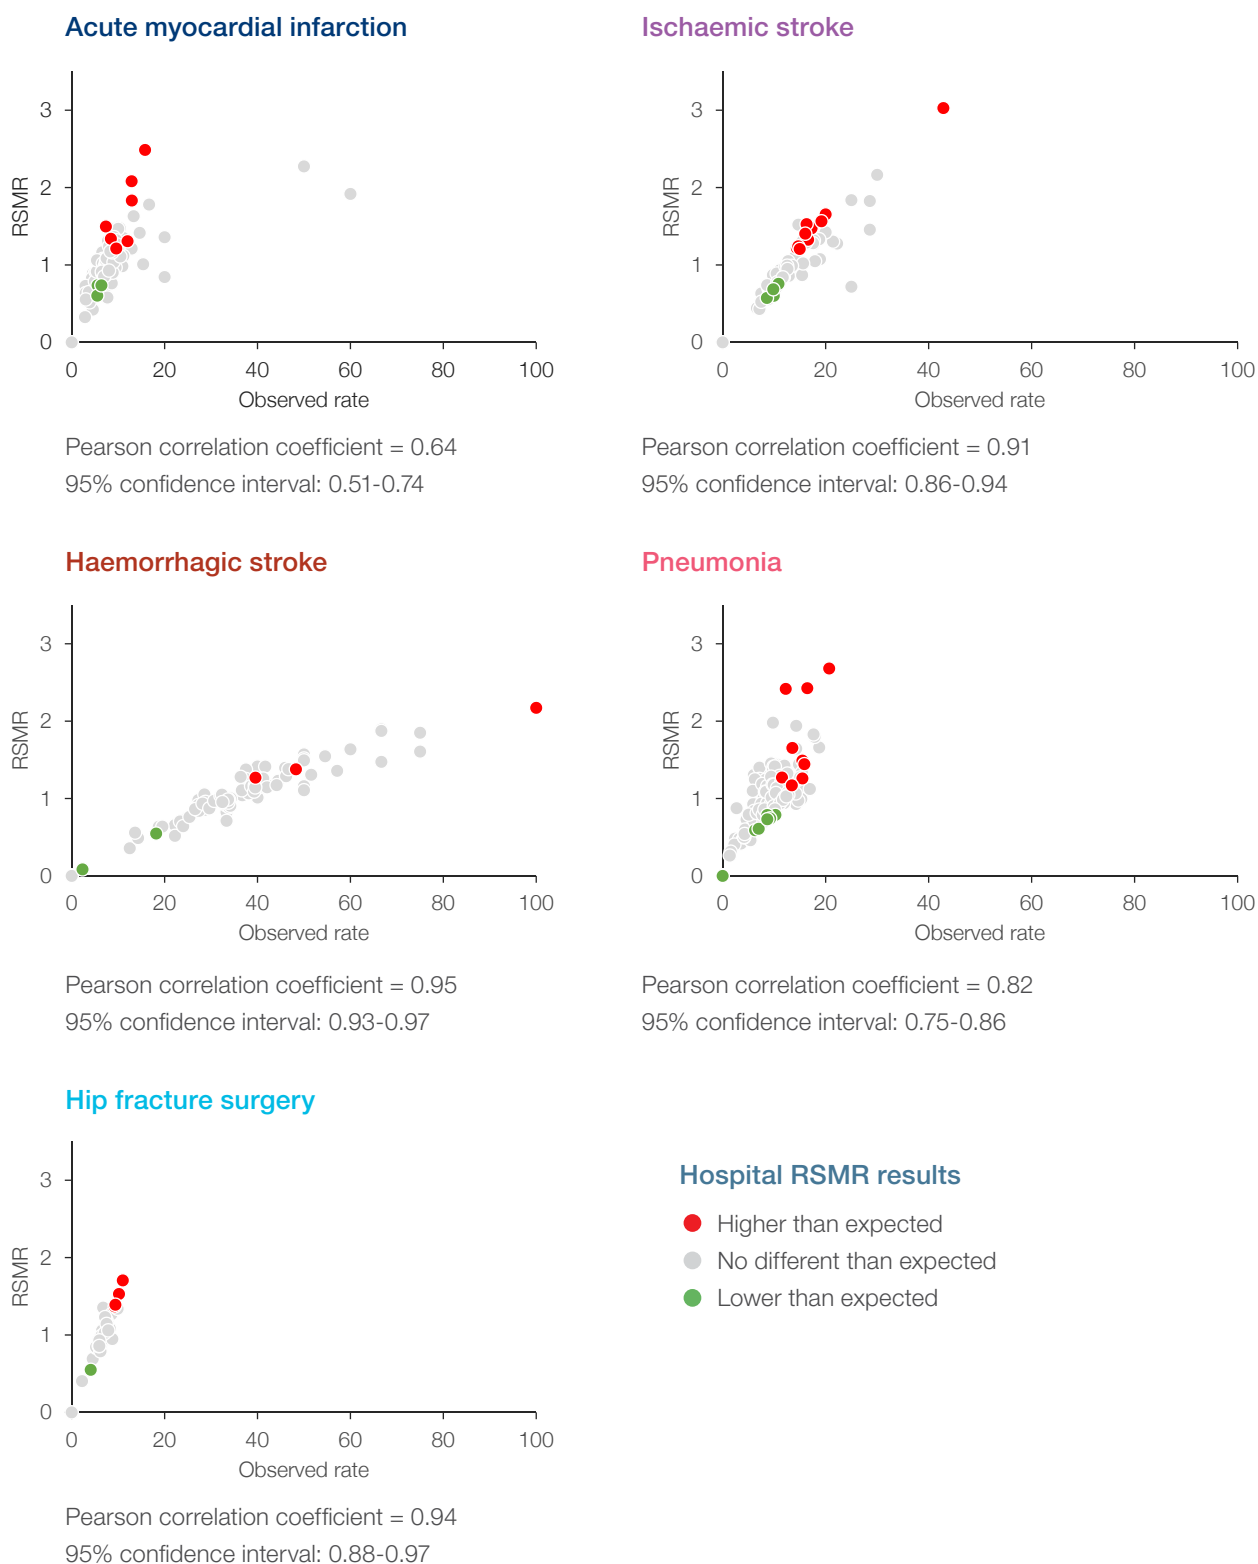 Acute myocardial infarction
3
2
1
0
RSMR
0 20 40 60 80 100
Observed rate
Pearson correlation coefficient = 0.64
95% confidence interval: 0.51-0.74
Ischaemic stroke
3
2
1
0
RSMR
0 20 40 60 80 100
Observed rate
Pearson correlation coefficient = 0.91
95% confidence interval: 0.86-0.94
Haemorrhagic stroke
3
2
1
0
RSMR
0 20 40 60 80 100
Observed rate
Pearson correlation coefficient = 0.95
95% confidence interval: 0.93-0.97
Pneumonia
3
2
1
0
RSMR
0 20 40 60 80 100
Observed rate
Pearson correlation coefficient = 0.82
95% confidence interval: 0.75-0.86
Hip fracture surgery
3
2
1
0
RSMR
0 20 40 60 80 100
Observed rate
Pearson correlation coefficient = 0.94
95% confidence interval: 0.88-0.97
Hospital RSMR results
Higher than expected
No different than expected
Lower than expected